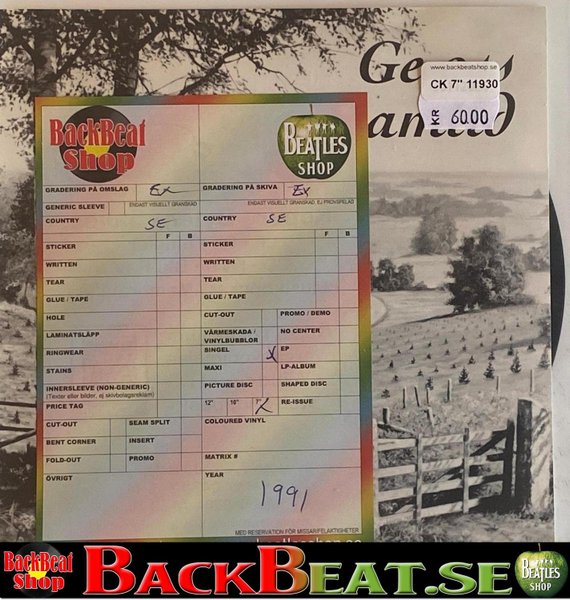 Ge
www.backbeatshop.se
CK 7" 11930
KR 60.00
BackBeat
Shop
BEATLES
SHOP
GRADERING PÅ OMSLAG Ex
GRADERING PÅ SKIVA Ex
GENERIC SLEEVE
ENDAST VISUELLT GRANSKAD
ENDAST VISUELLT GRANSKAD, EJ PROVSPELAD
COUNTRY SE
COUNTRY SE
F B
F B
STICKER
STICKER
WRITTEN
WRITTEN
TEAR
TEAR
GLUE / TAPE
GLUE / TAPE
HOLE
CUT-OUT
PROMO / DEMO
LAMINATSLÄPP
VÄRMESKADA /
VINYLBUBBLOR
NO CENTER
RINGWEAR
SINGEL X
EP
STAINS
MAXI
LP-ALBUM
INNERSLEEVE (NON-GENERIC)
(Texter eller bilder, ej skivbolagsreklam)
PICTURE DISC
SHAPED DISC
PRICE TAG
12" 10" 7" X
RE-ISSUE
CUT-OUT
SEAM SPLIT
COLOURED VINYL
BENT CORNER
INSERT
FOLD-OUT
PROMO
MATRIX #
ÖVRIGT
YEAR
1991
MED RESERVATION FÖR MISSAR/FELAKTIGHETER
BackBeat
Shop
BACKBEAT.SE
BEATLES
SHOP